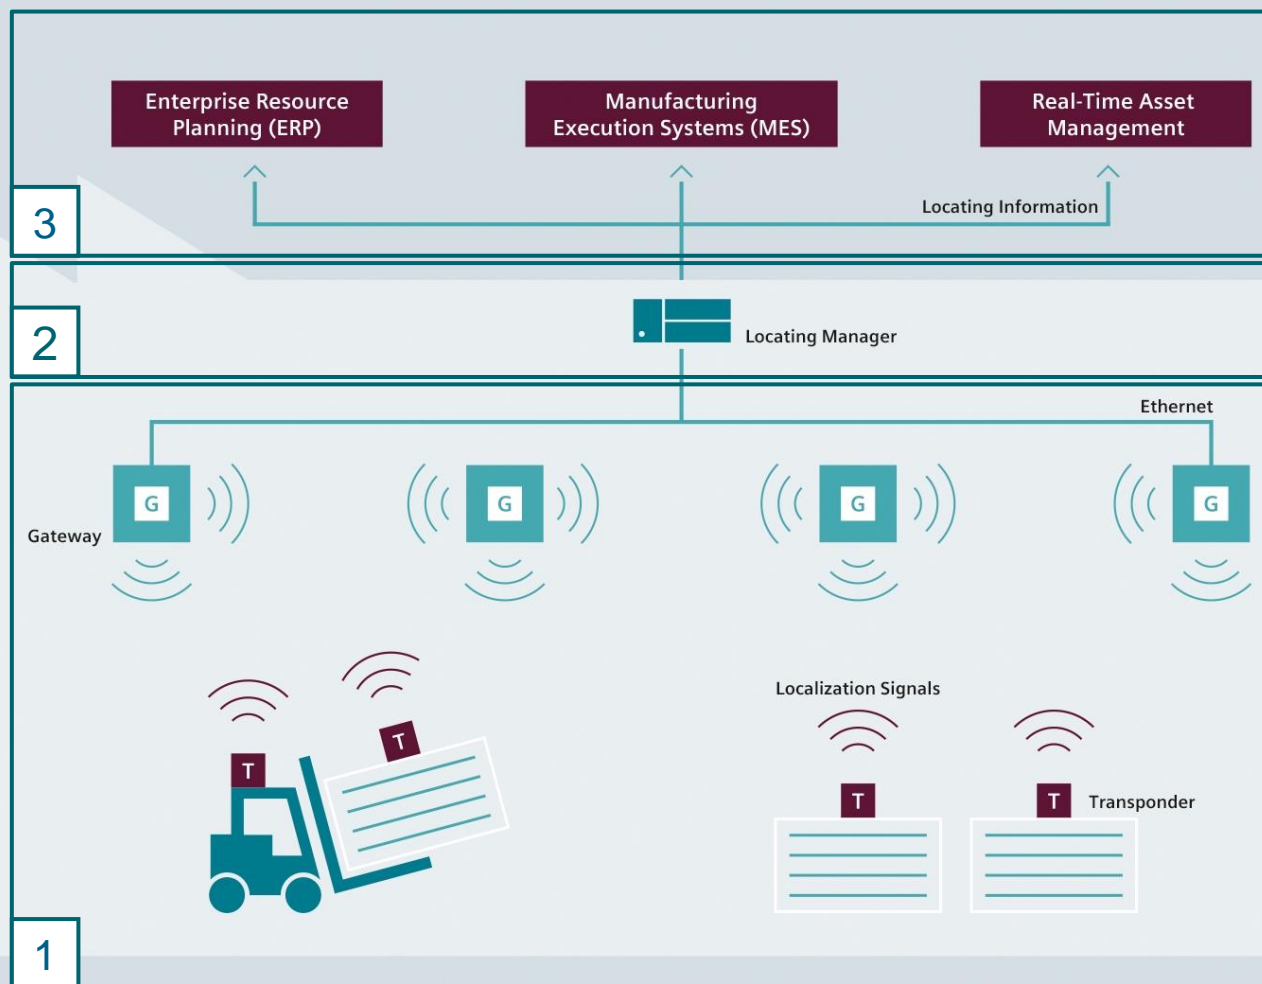 Enterprise Resource
Planning (ERP)
Manufacturing
Execution Systems (MES)
Real-Time Asset
Management
Locating Information
3
2
Locating Manager
Ethernet
G
G
G
G
Gateway
Localization Signals
T
T
T
T
Transponder
1